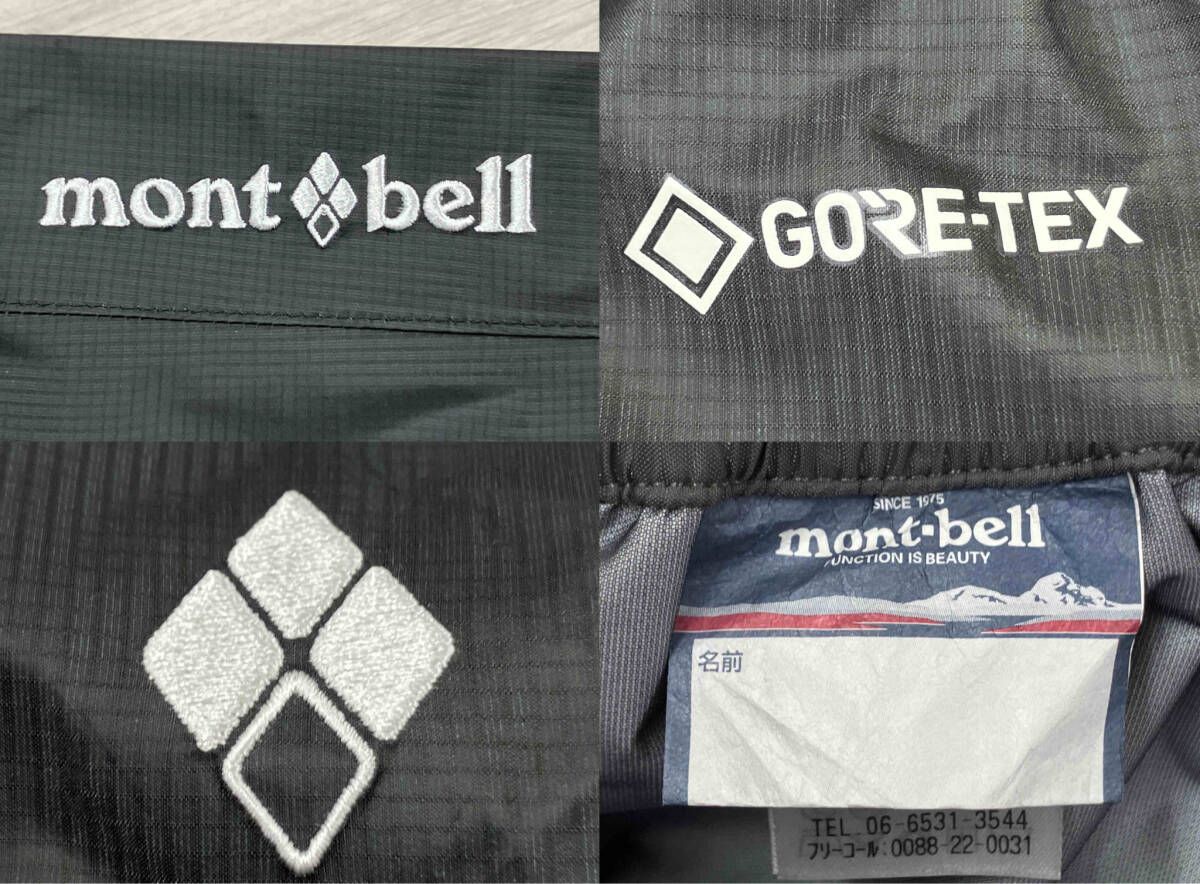 mont bell
GORE-TEX
SINCE 1975
mont-bell
FUNCTION IS BEAUTY
名前
TEL 06-6531-3544
フリーコール:0088-22-0031